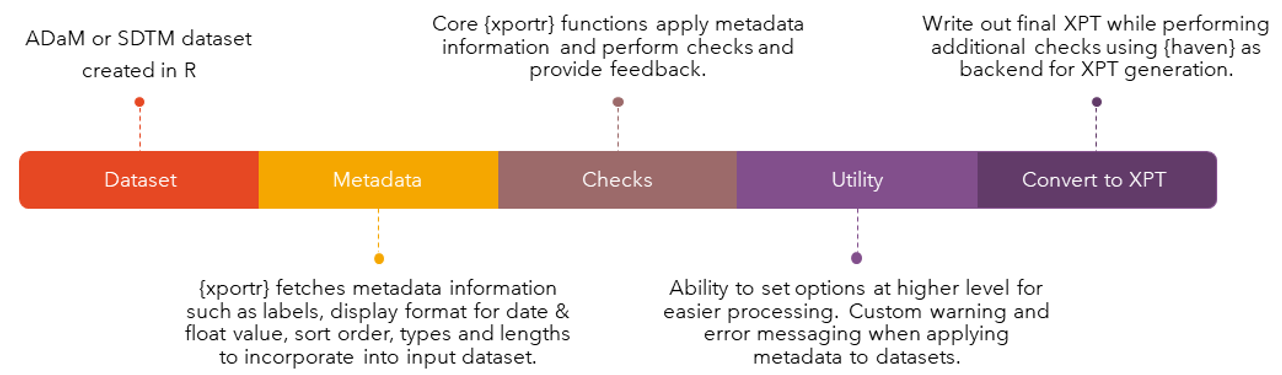 ADaM or SDTM dataset
created in R
Core {xportr} functions apply metadata
information and perform checks and
provide feedback.
Write out final XPT while performing
additional checks using {haven} as
backend for XPT generation.
Dataset
Metadata
Checks
Utility
Convert to XPT
{xportr} fetches metadata information
such as labels, display format for date &
float value, sort order, types and lengths
to incorporate into input dataset.
Ability to set options at higher level for
easier processing. Custom warning and
error messaging when applying
metadata to datasets.